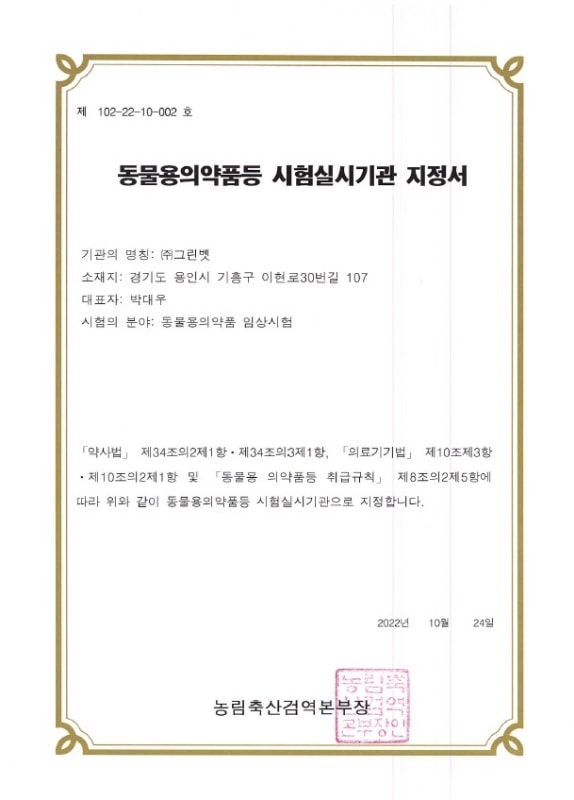 제 102-22-10-002 호
동물용의약품등 시험실시기관 지정서
기관의 명칭: ㈜그린벳
소재지: 경기도 용인시 기흥구 이현로30번길 107
대표자: 박대우
시험의 분야: 동물용의약품 임상시험
「약사법」 제34조의2제1항・제34조의3제1항, 「의료기기법」 제10조제3항
・제10조의2제1항 및 「동물용 의약품등 취급규칙」 제8조의2제5항에
따라 위와 같이 동물용의약품등 시험실시기관으로 지정합니다.
2022년 10월 24일
농림축산검역본부장
농림축
산검역
본부장인